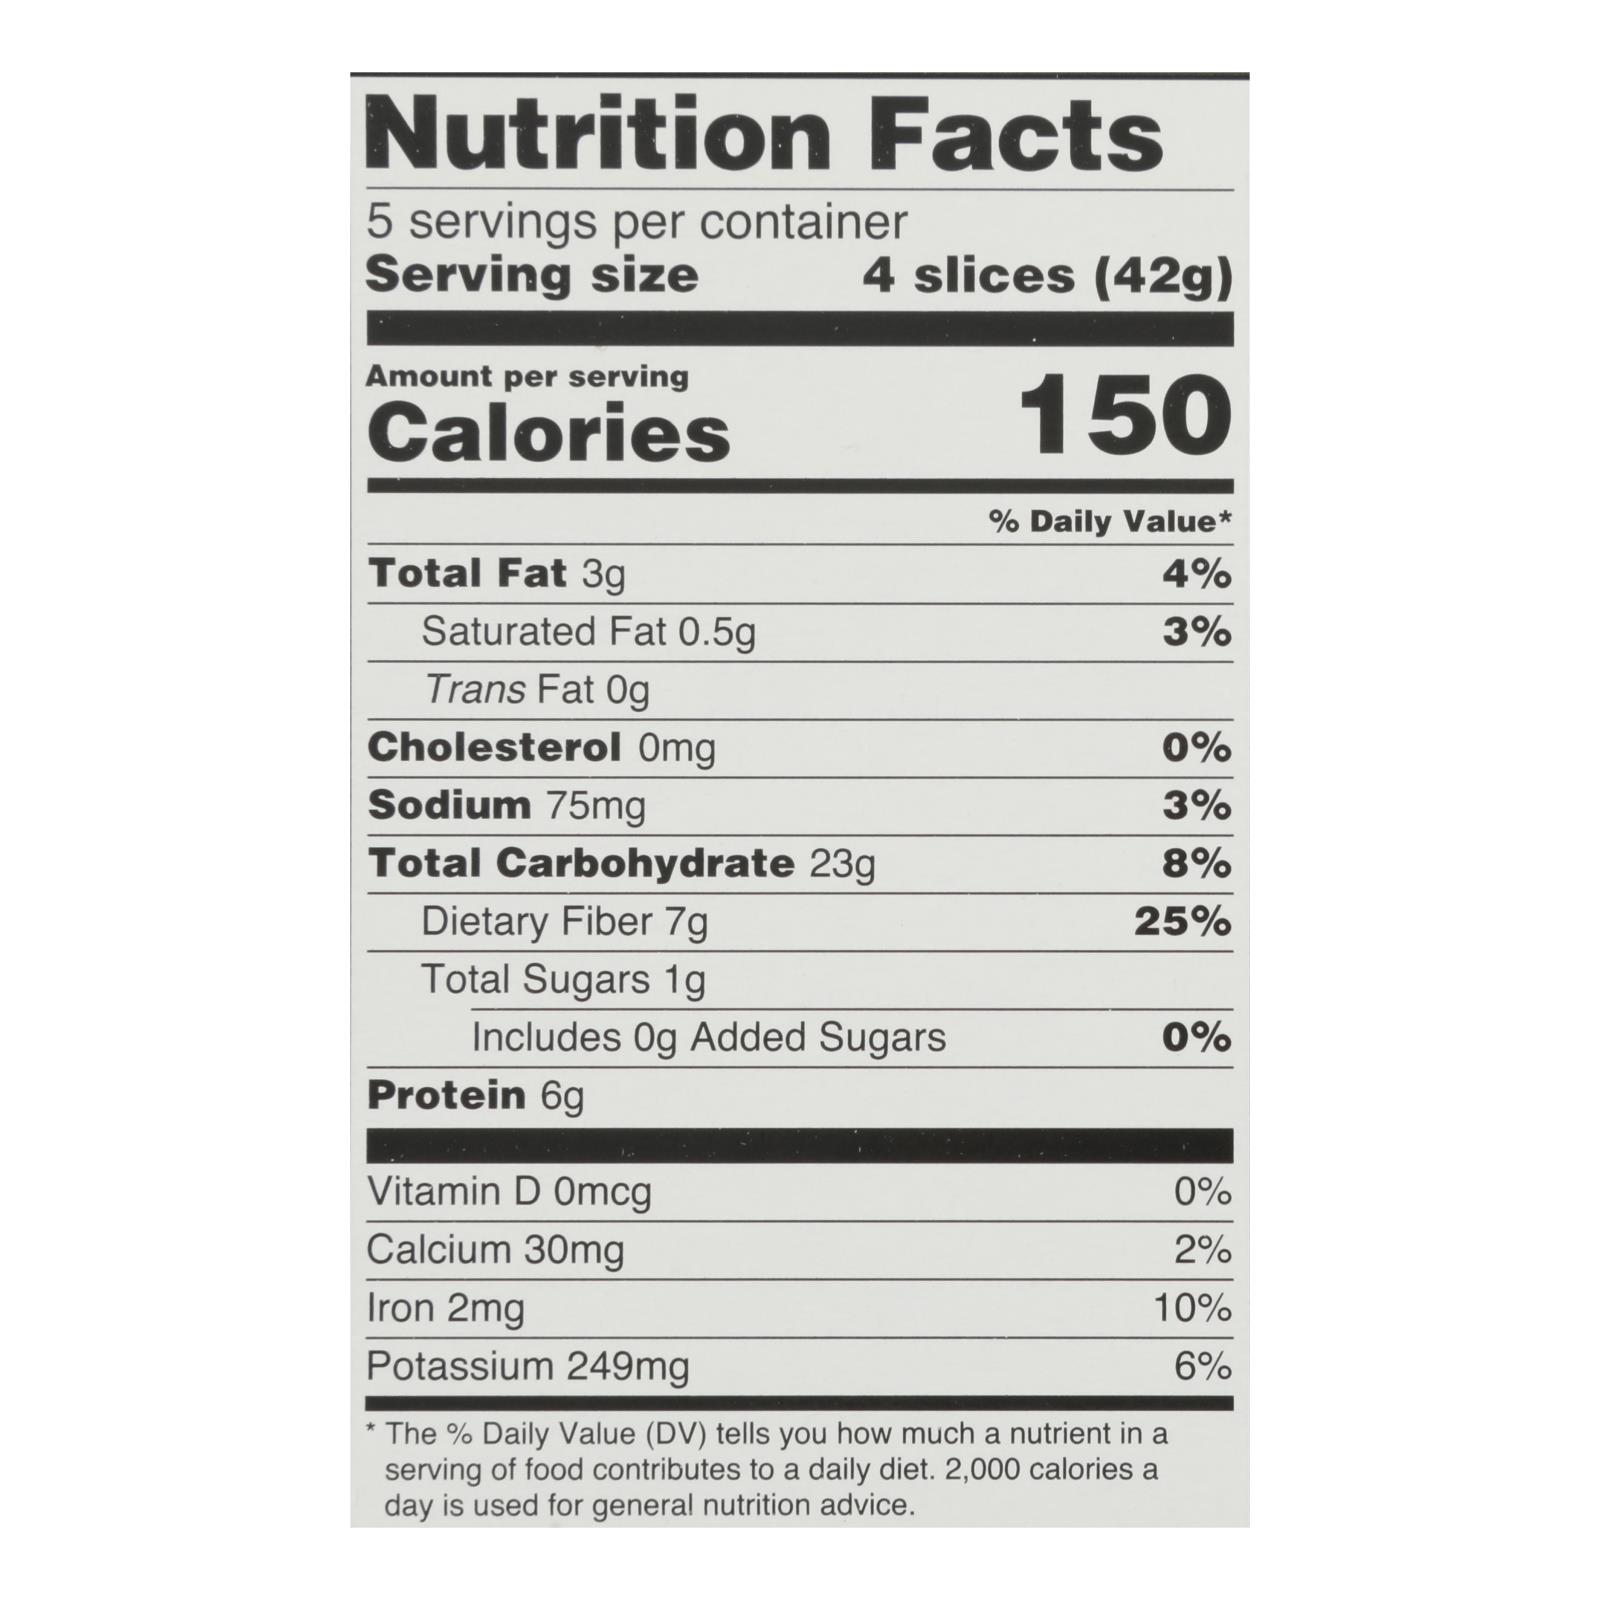 Nutrition Facts
5 servings per container
Serving size 4 slices (42g)
Amount per serving
Calories 150
% Daily Value*
Total Fat 3g 4%
Saturated Fat 0.5g 3%
Trans Fat 0g
Cholesterol 0mg 0%
Sodium 75mg 3%
Total Carbohydrate 23g 8%
Dietary Fiber 7g 25%
Total Sugars 1g
Includes 0g Added Sugars 0%
Protein 6g
Vitamin D 0mcg 0%
Calcium 30mg 2%
Iron 2mg 10%
Potassium 249mg 6%
* The % Daily Value (DV) tells you how much a nutrient in a
serving of food contributes to a daily diet. 2,000 calories a
day is used for general nutrition advice.